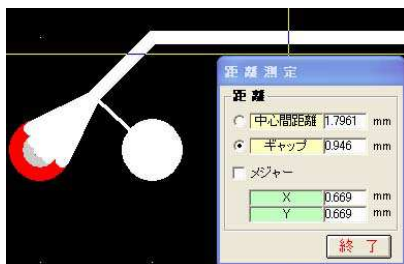 距離測定
距離
中心間距離 1.7961 mm
ギャップ 0.946 mm
メジャー
X 0.669 mm
Y 0.669 mm
終了